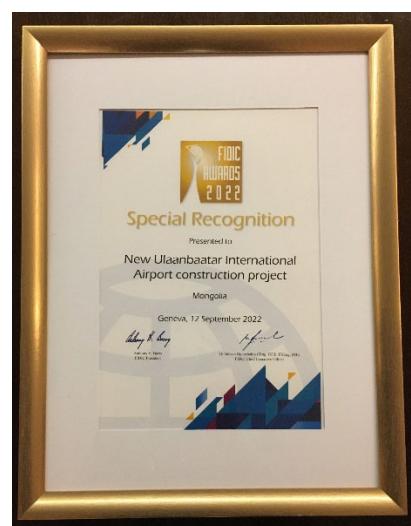 FIDIC
AWARDS
2022
Special Recognition
Presented to
New Ulaanbaatar International
Airport construction project
Mongolia
Geneva, 12 September 2022
FIDIC President